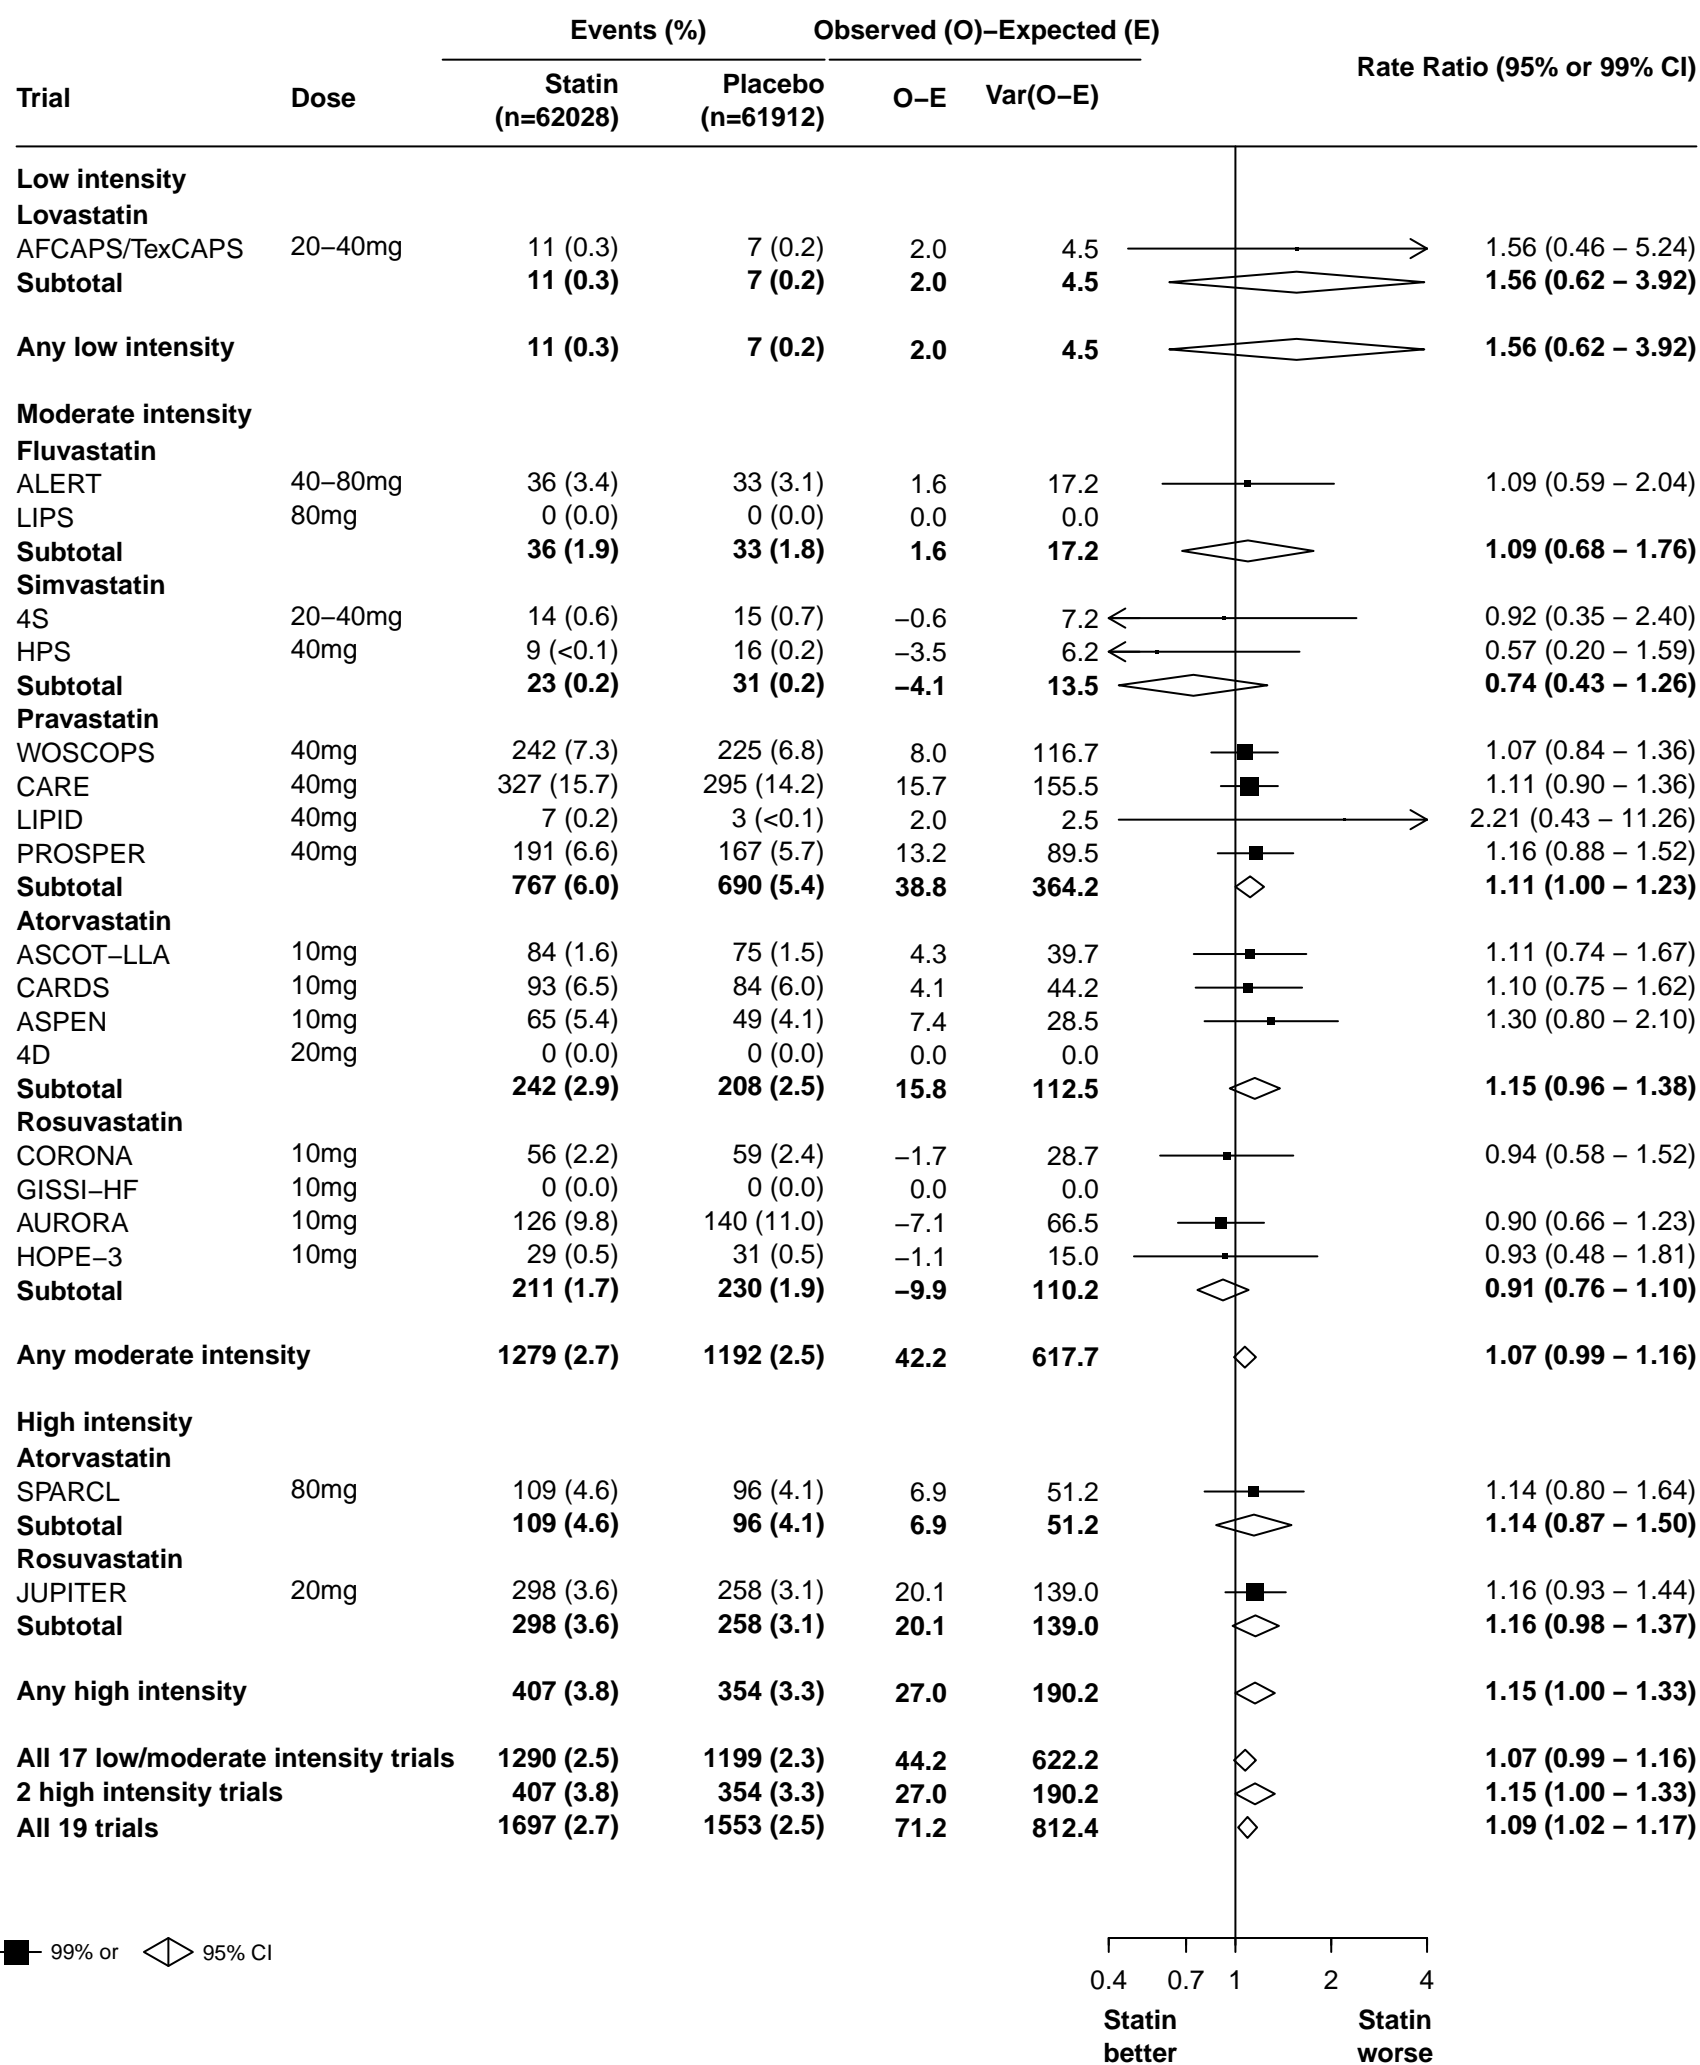 Events (%) Observed (O)–Expected (E)
Rate Ratio (95% or 99% CI)
Trial Dose Statin (n=62028) Placebo (n=61912) O–E Var(O–E)
Low intensity
Lovastatin
AFCAPS/TexCAPS 20–40mg 11 (0.3) 7 (0.2) 2.0 4.5 1.56 (0.46 – 5.24)
Subtotal 11 (0.3) 7 (0.2) 2.0 4.5 1.56 (0.62 – 3.92)
Any low intensity 11 (0.3) 7 (0.2) 2.0 4.5 1.56 (0.62 – 3.92)
Moderate intensity
Fluvastatin
ALERT 40–80mg 36 (3.4) 33 (3.1) 1.6 17.2 1.09 (0.59 – 2.04)
LIPS 80mg 0 (0.0) 0 (0.0) 0.0 0.0
Subtotal 36 (1.9) 33 (1.8) 1.6 17.2 1.09 (0.68 – 1.76)
Simvastatin
4S 20–40mg 14 (0.6) 15 (0.7) –0.6 7.2 0.92 (0.35 – 2.40)
HPS 40mg 9 (<0.1) 16 (0.2) –3.5 6.2 0.57 (0.20 – 1.59)
Subtotal 23 (0.2) 31 (0.2) –4.1 13.5 0.74 (0.43 – 1.26)
Pravastatin
WOSCOPS 40mg 242 (7.3) 225 (6.8) 8.0 116.7 1.07 (0.84 – 1.36)
CARE 40mg 327 (15.7) 295 (14.2) 15.7 155.5 1.11 (0.90 – 1.36)
LIPID 40mg 7 (0.2) 3 (<0.1) 2.0 2.5 2.21 (0.43 – 11.26)
PROSPER 40mg 191 (6.6) 167 (5.7) 13.2 89.5 1.16 (0.88 – 1.52)
Subtotal 767 (6.0) 690 (5.4) 38.8 364.2 1.11 (1.00 – 1.23)
Atorvastatin
ASCOT–LLA 10mg 84 (1.6) 75 (1.5) 4.3 39.7 1.11 (0.74 – 1.67)
CARDS 10mg 93 (6.5) 84 (6.0) 4.1 44.2 1.10 (0.75 – 1.62)
ASPEN 10mg 65 (5.4) 49 (4.1) 7.4 28.5 1.30 (0.80 – 2.10)
4D 20mg 0 (0.0) 0 (0.0) 0.0 0.0
Subtotal 242 (2.9) 208 (2.5) 15.8 112.5 1.15 (0.96 – 1.38)
Rosuvastatin
CORONA 10mg 56 (2.2) 59 (2.4) –1.7 28.7 0.94 (0.58 – 1.52)
GISSI–HF 10mg 0 (0.0) 0 (0.0) 0.0 0.0
AURORA 10mg 126 (9.8) 140 (11.0) –7.1 66.5 0.90 (0.66 – 1.23)
HOPE–3 10mg 29 (0.5) 31 (0.5) –1.1 15.0 0.93 (0.48 – 1.81)
Subtotal 211 (1.7) 230 (1.9) –9.9 110.2 0.91 (0.76 – 1.10)
Any moderate intensity 1279 (2.7) 1192 (2.5) 42.2 617.7 1.07 (0.99 – 1.16)
High intensity
Atorvastatin
SPARCL 80mg 109 (4.6) 96 (4.1) 6.9 51.2 1.14 (0.80 – 1.64)
Subtotal 109 (4.6) 96 (4.1) 6.9 51.2 1.14 (0.87 – 1.50)
Rosuvastatin
JUPITER 20mg 298 (3.6) 258 (3.1) 20.1 139.0 1.16 (0.93 – 1.44)
Subtotal 298 (3.6) 258 (3.1) 20.1 139.0 1.16 (0.98 – 1.37)
Any high intensity 407 (3.8) 354 (3.3) 27.0 190.2 1.15 (1.00 – 1.33)
All 17 low/moderate intensity trials 1290 (2.5) 1199 (2.3) 44.2 622.2 1.07 (0.99 – 1.16)
2 high intensity trials 407 (3.8) 354 (3.3) 27.0 190.2 1.15 (1.00 – 1.33)
All 19 trials 1697 (2.7) 1553 (2.5) 71.2 812.4 1.09 (1.02 – 1.17)
99% or 95% CI
0.4 0.7 1 2 4
Statin better Statin worse